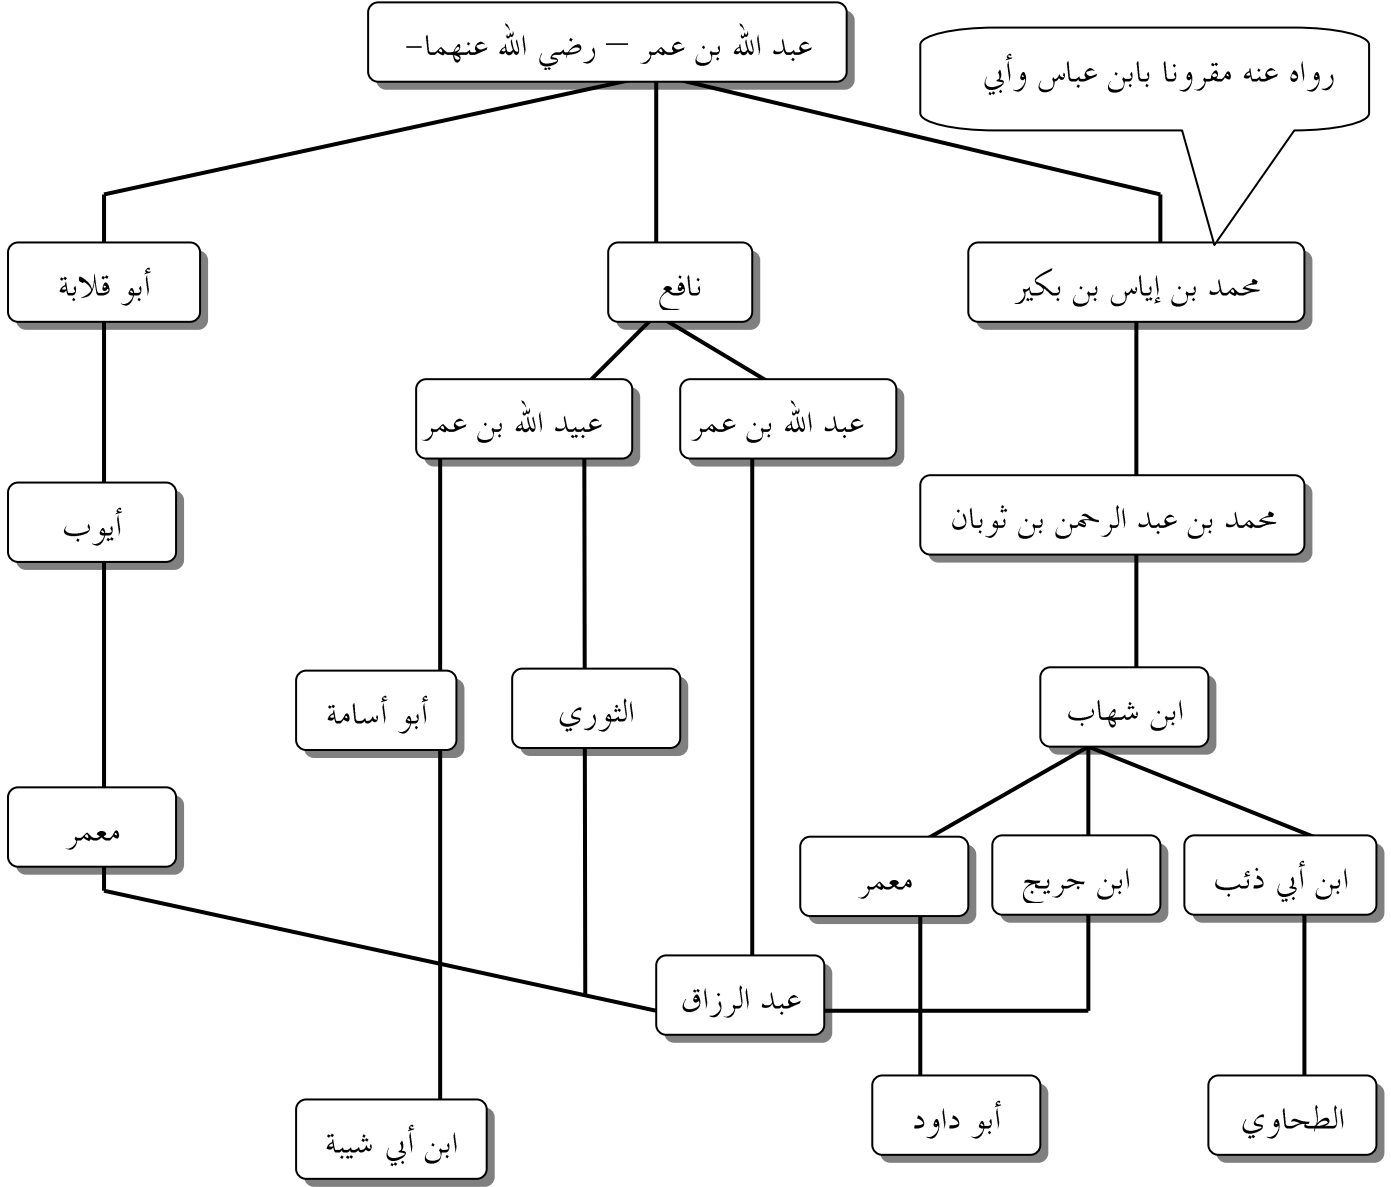 عبد الله بن عمر – رضي الله عنهما–
رواه عنه مقرونا بابن عباس وأبي
محمد بن إياس بن بكير
نافع
أبو قلابة
عبد الله بن عمر
عبيد الله بن عمر
محمد بن عبد الرحمن بن ثوبان
أيوب
ابن شهاب
الثوري
أبو أسامة
ابن أبي ذئب
ابن جريج
معمر
معمر
عبد الرزاق
الطحاوي
أبو داود
ابن أبي شيبة